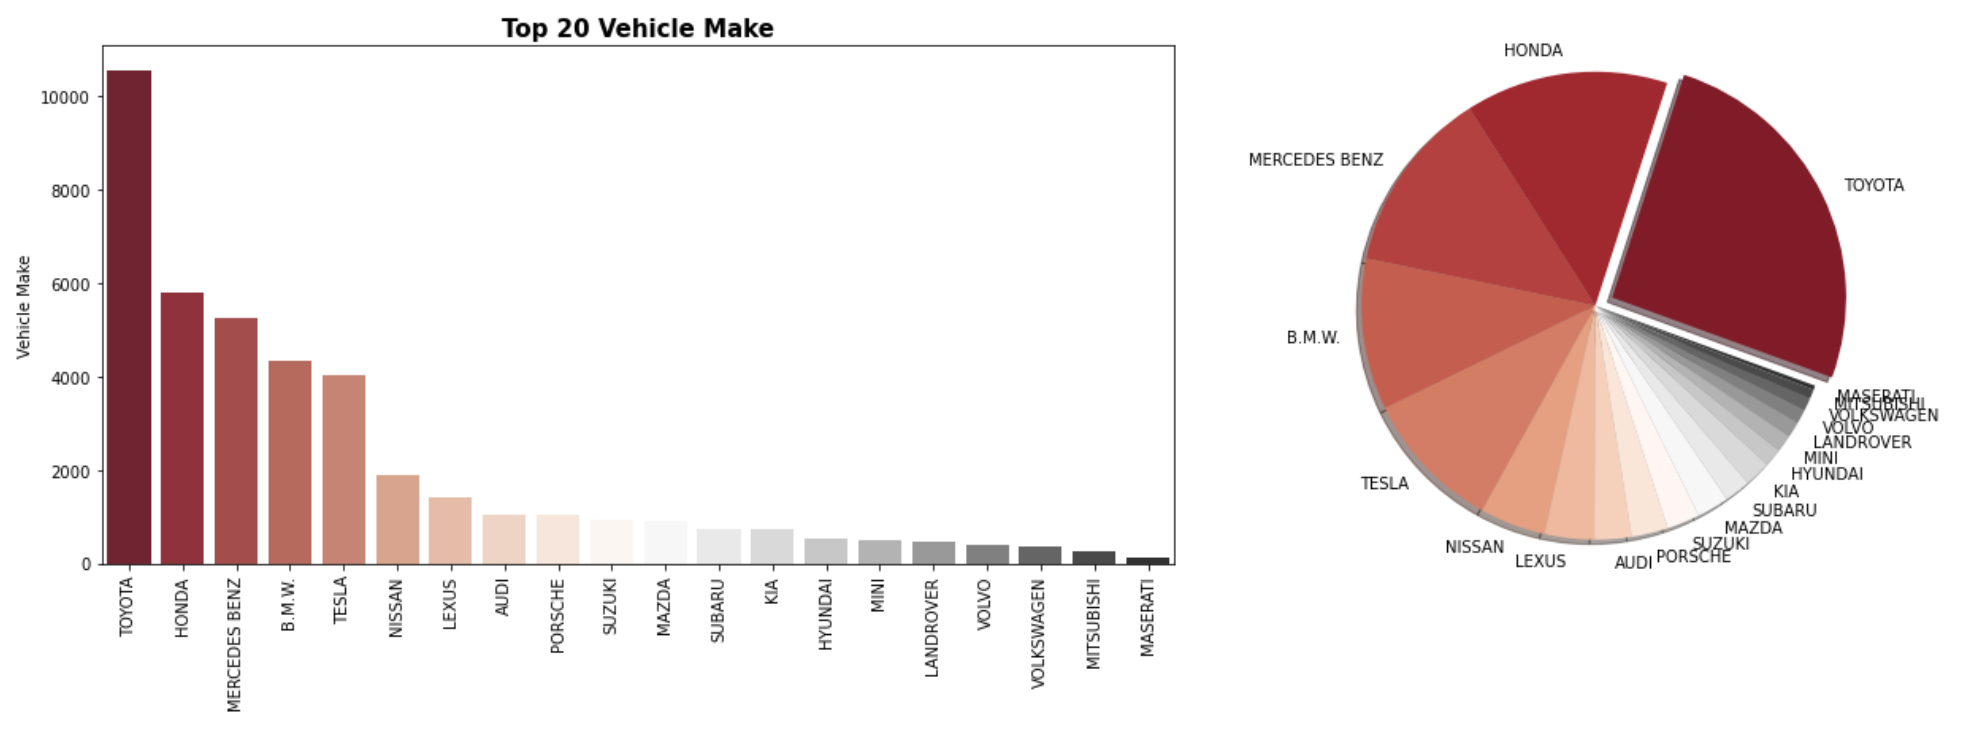 Top 20 Vehicle Make
Vehicle Make
10000
8000
6000
4000
2000
0
TOYOTA
HONDA
MERCEDES BENZ
B.M.W.
TESLA
NISSAN
LEXUS
AUDI
PORSCHE
SUZUKI
MAZDA
SUBARU
KIA
HYUNDAI
MINI
LANDROVER
VOLVO
VOLKSWAGEN
MITSUBISHI
MASERATI
HONDA
TOYOTA
MERCEDES BENZ
B.M.W.
TESLA
NISSAN
LEXUS
AUDI
PORSCHE
SUZUKI
MAZDA
SUBARU
KIA
HYUNDAI
MINI
LANDROVER
VOLVO
VOLKSWAGEN
MITSUBISHI
MASERATI